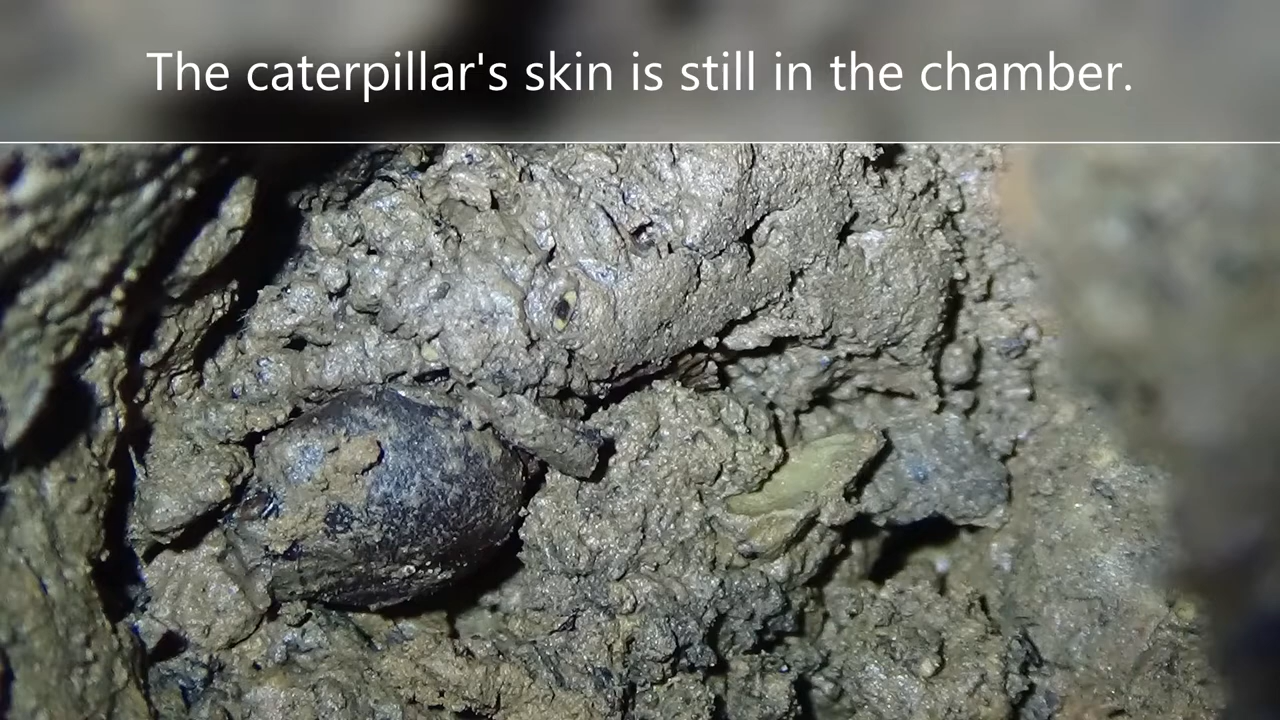 The caterpillar's skin is still in the chamber.